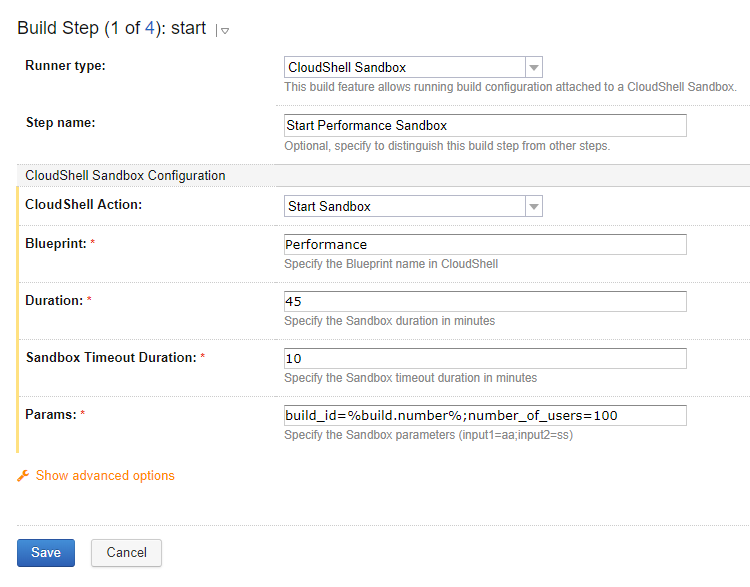 Build Step (1 of 4): start
Runner type:
CloudShell Sandbox
This build feature allows running build configuration attached to a CloudShell Sandbox.
Step name:
Start Performance Sandbox
Optional, specify to distinguish this build step from other steps.
CloudShell Sandbox Configuration
CloudShell Action:
Start Sandbox
Blueprint: *
Performance
Specify the Blueprint name in CloudShell
Duration: *
45
Specify the Sandbox duration in minutes
Sandbox Timeout Duration: *
10
Specify the Sandbox timeout duration in minutes
Params: *
build_id=%build.number%;number_of_users=100
Specify the Sandbox parameters (input1=aa;input2=ss)
Show advanced options
Save
Cancel